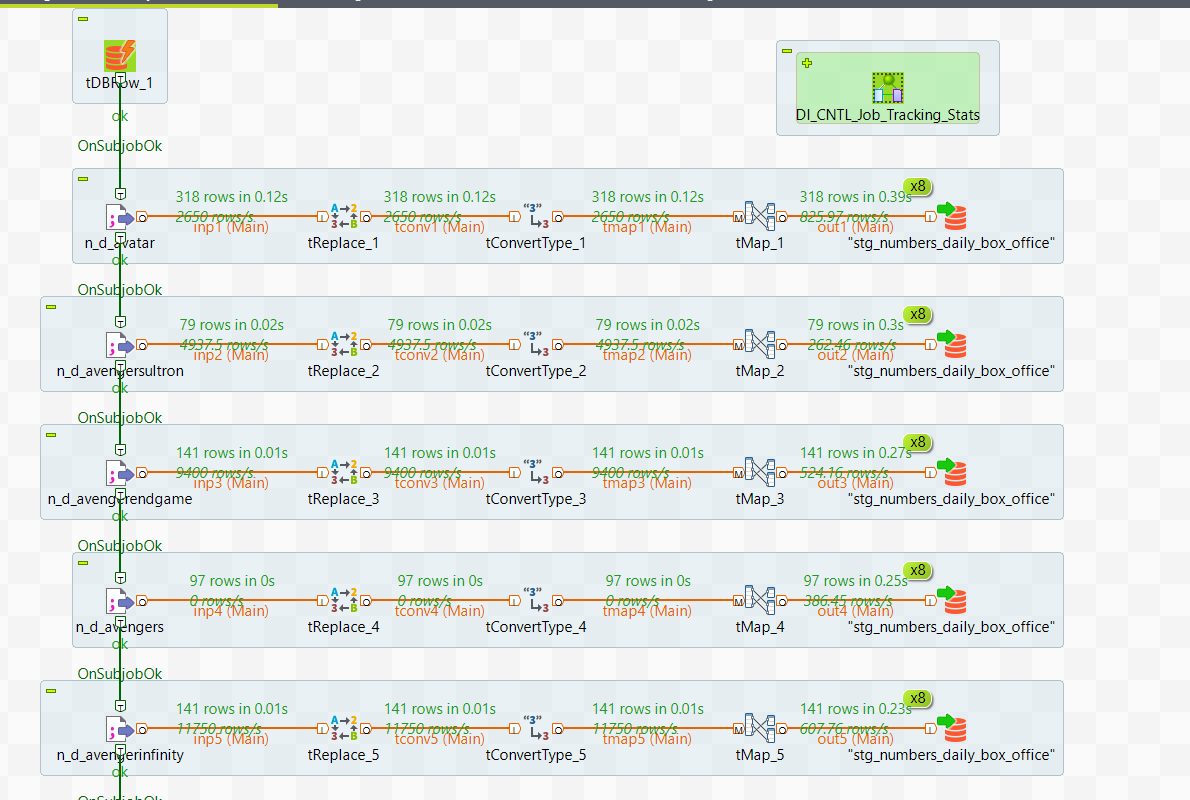 tDBRow_1
ok
OnSubjobOk
DI_CNTL_Job_Tracking_Stats
318 rows in 0.12s 318 rows in 0.12s 318 rows in 0.12s 318 rows in 0.39s x8
2650 rows/s 2650 rows/s 2650 rows/s 825.97 rows/s
inp1 (Main) tconv1 (Main) tmap1 (Main) out1 (Main)
n_d_avatar tReplace_1 tConvertType_1 tMap_1 "stg_numbers_daily_box_office"
ok
OnSubjobOk
79 rows in 0.02s 79 rows in 0.02s 79 rows in 0.02s 79 rows in 0.3s x8
4937.5 rows/s 4937.5 rows/s 4937.5 rows/s 262.46 rows/s
inp2 (Main) tconv2 (Main) tmap2 (Main) out2 (Main)
n_d_avengersultron tReplace_2 tConvertType_2 tMap_2 "stg_numbers_daily_box_office"
ok
OnSubjobOk
141 rows in 0.01s 141 rows in 0.01s 141 rows in 0.01s 141 rows in 0.27s x8
9400 rows/s 9400 rows/s 9400 rows/s 524.16 rows/s
inp3 (Main) tconv3 (Main) tmap3 (Main) out3 (Main)
n_d_avengerendgame tReplace_3 tConvertType_3 tMap_3 "stg_numbers_daily_box_office"
ok
OnSubjobOk
97 rows in 0s 97 rows in 0s 97 rows in 0s 97 rows in 0.25s x8
0 rows/s 0 rows/s 0 rows/s 386.45 rows/s
inp4 (Main) tconv4 (Main) tmap4 (Main) out4 (Main)
n_d_avengers tReplace_4 tConvertType_4 tMap_4 "stg_numbers_daily_box_office"
ok
OnSubjobOk
141 rows in 0.01s 141 rows in 0.01s 141 rows in 0.01s 141 rows in 0.23s x8
11750 rows/s 11750 rows/s 11750 rows/s 607.76 rows/s
inp5 (Main) tconv5 (Main) tmap5 (Main) out5 (Main)
n_d_avengerinfinity tReplace_5 tConvertType_5 tMap_5 "stg_numbers_daily_box_office"
ok
OnSubjobOk